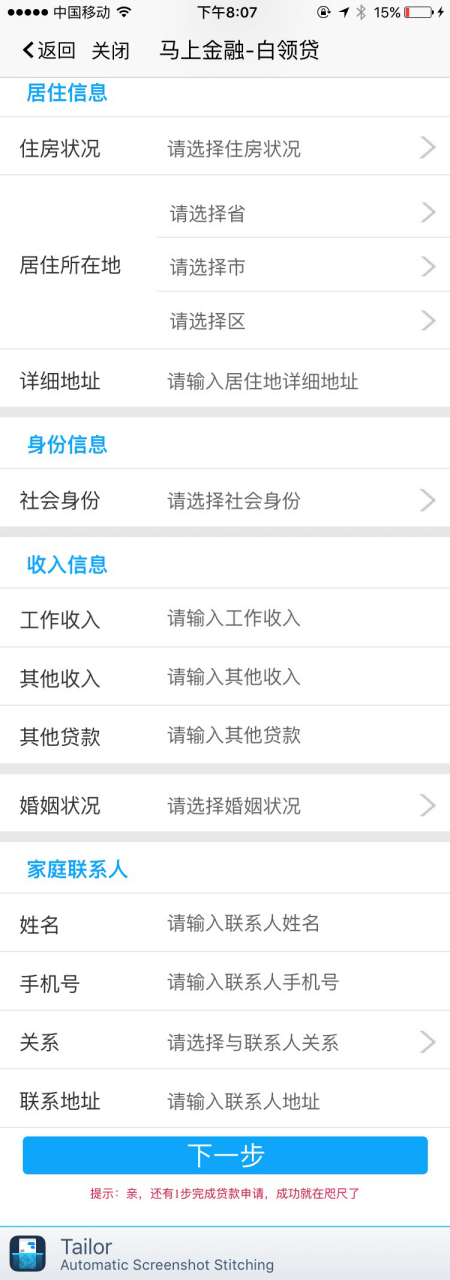 中国移动 下午8:07 15%
返回 关闭 马上金融-白领贷
居住信息
住房状况 请选择住房状况
请选择省
居住所在地 请选择市
请选择区
详细地址 请输入居住地详细地址
身份信息
社会身份 请选择社会身份
收入信息
工作收入 请输入工作收入
其他收入 请输入其他收入
其他贷款 请输入其他贷款
婚姻状况 请选择婚姻状况
家庭联系人
姓名 请输入联系人姓名
手机号 请输入联系人手机号
关系 请选择与联系人关系
联系地址 请输入联系人地址
下一步
提示：亲，还有1步完成贷款申请，成功就在咫尺了
Tailor
Automatic Screenshot Stitching